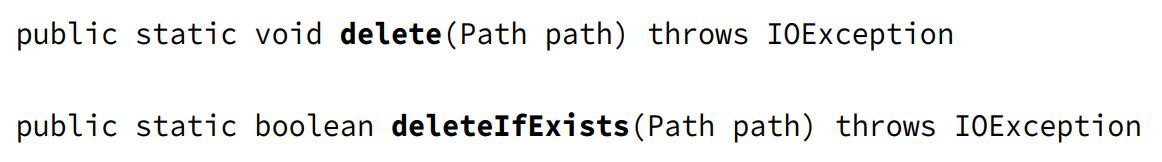 public static void delete(Path path) throws IOException
public static boolean deleteIfExists(Path path) throws IOException